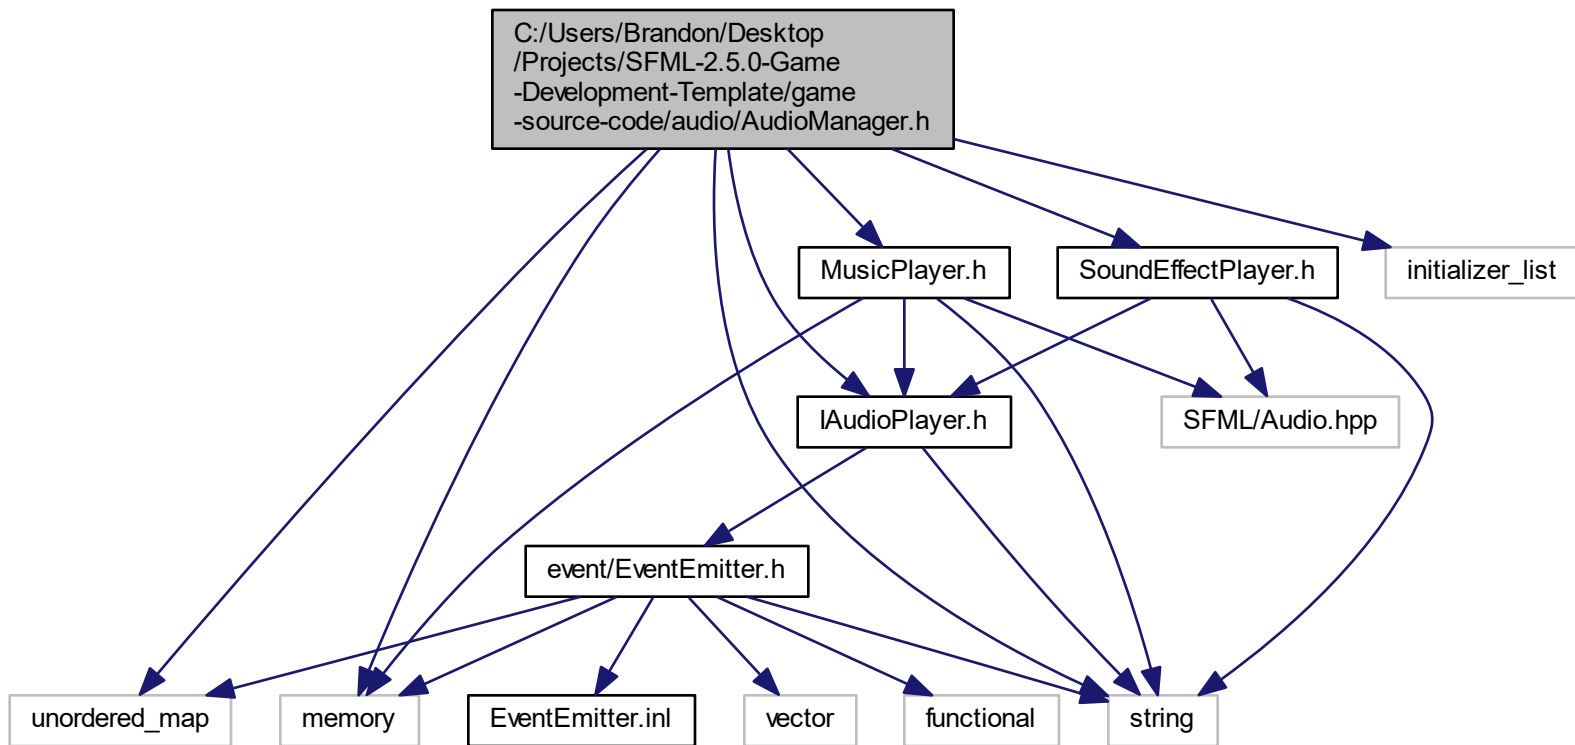 C:/Users/Brandon/Desktop
/Projects/SFML-2.5.0-Game
-Development-Template/game
-source-code/audio/AudioManager.h
MusicPlayer.h
SoundEffectPlayer.h
initializer_list
IAudioPlayer.h
SFML/Audio.hpp
event/EventEmitter.h
unordered_map
memory
EventEmitter.inl
vector
functional
string